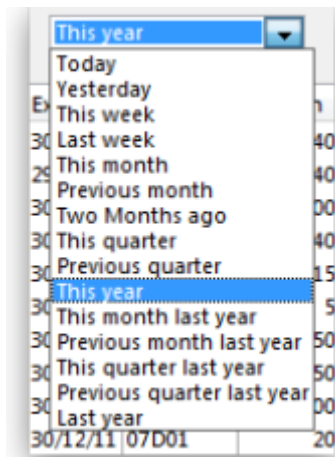 This year
Today
Yesterday
This week
Last week
This month
Previous month
Two Months ago
This quarter
Previous quarter
This year
This month last year
Previous month last year
This quarter last year
Previous quarter last year
Last year
30/12/11 07D01 20